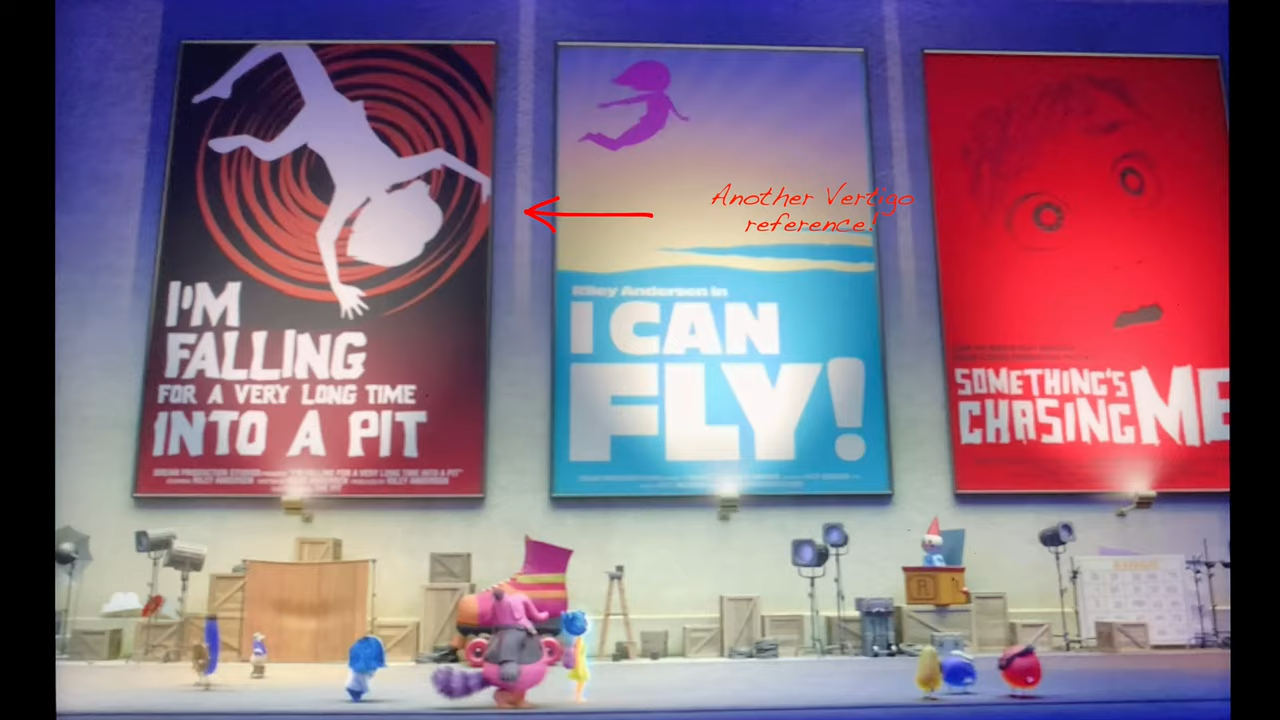 I'M
FALLING
FOR A VERY LONG TIME
INTO A PIT
Another Vertigo
reference!
Riley Anderson in
I CAN
FLY!
SOMETHING'S
CHASING ME
R